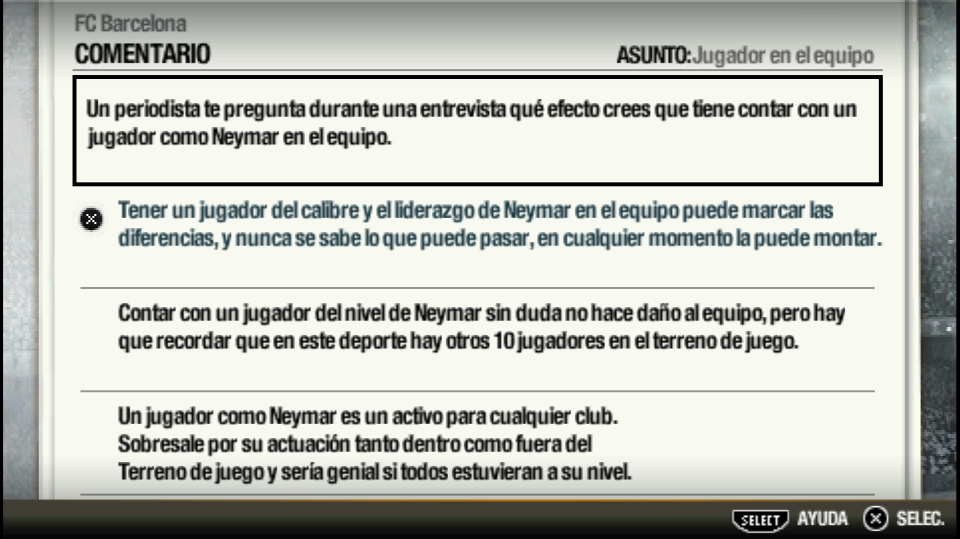 FC Barcelona
COMENTARIO
ASUNTO: Jugador en el equipo
Un periodista te pregunta durante una entrevista qué efecto crees que tiene contar con un
jugador como Neymar en el equipo.
Tener un jugador del calibre y el liderazgo de Neymar en el equipo puede marcar las
diferencias, y nunca se sabe lo que puede pasar, en cualquier momento la puede montar.
Contar con un jugador del nivel de Neymar sin duda no hace daño al equipo, pero hay
que recordar que en este deporte hay otros 10 jugadores en el terreno de juego.
Un jugador como Neymar es un activo para cualquier club.
Sobresale por su actuación tanto dentro como fuera del
Terreno de juego y sería genial si todos estuvieran a su nivel.
SELECT AYUDA SELEC.